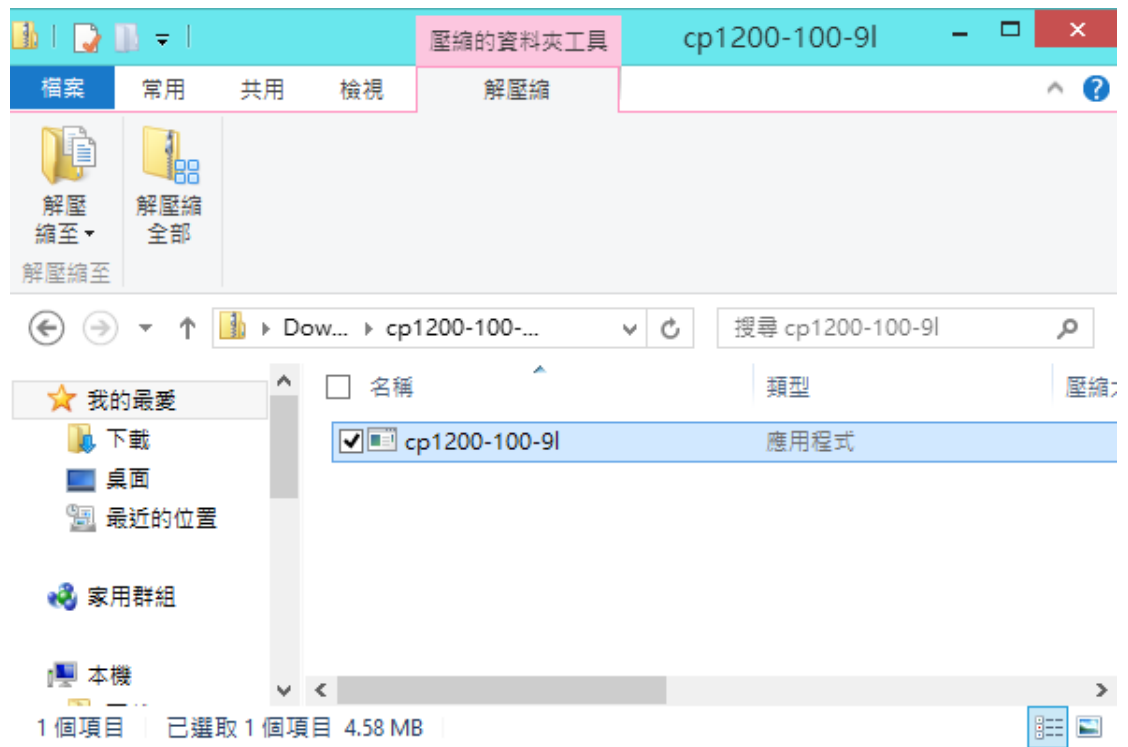 壓縮的資料夾工具
cp1200-100-9l
檔案 常用 共用 檢視 解壓縮
解壓
縮至
解壓縮
全部
解壓縮至
Dow... cp1200-100-... 搜尋 cp1200-100-9l
我的最愛
下載
桌面
最近的位置
家用群組
本機
名稱 類型 壓縮
cp1200-100-9l 應用程式
1 個項目 已選取 1 個項目 4.58 MB